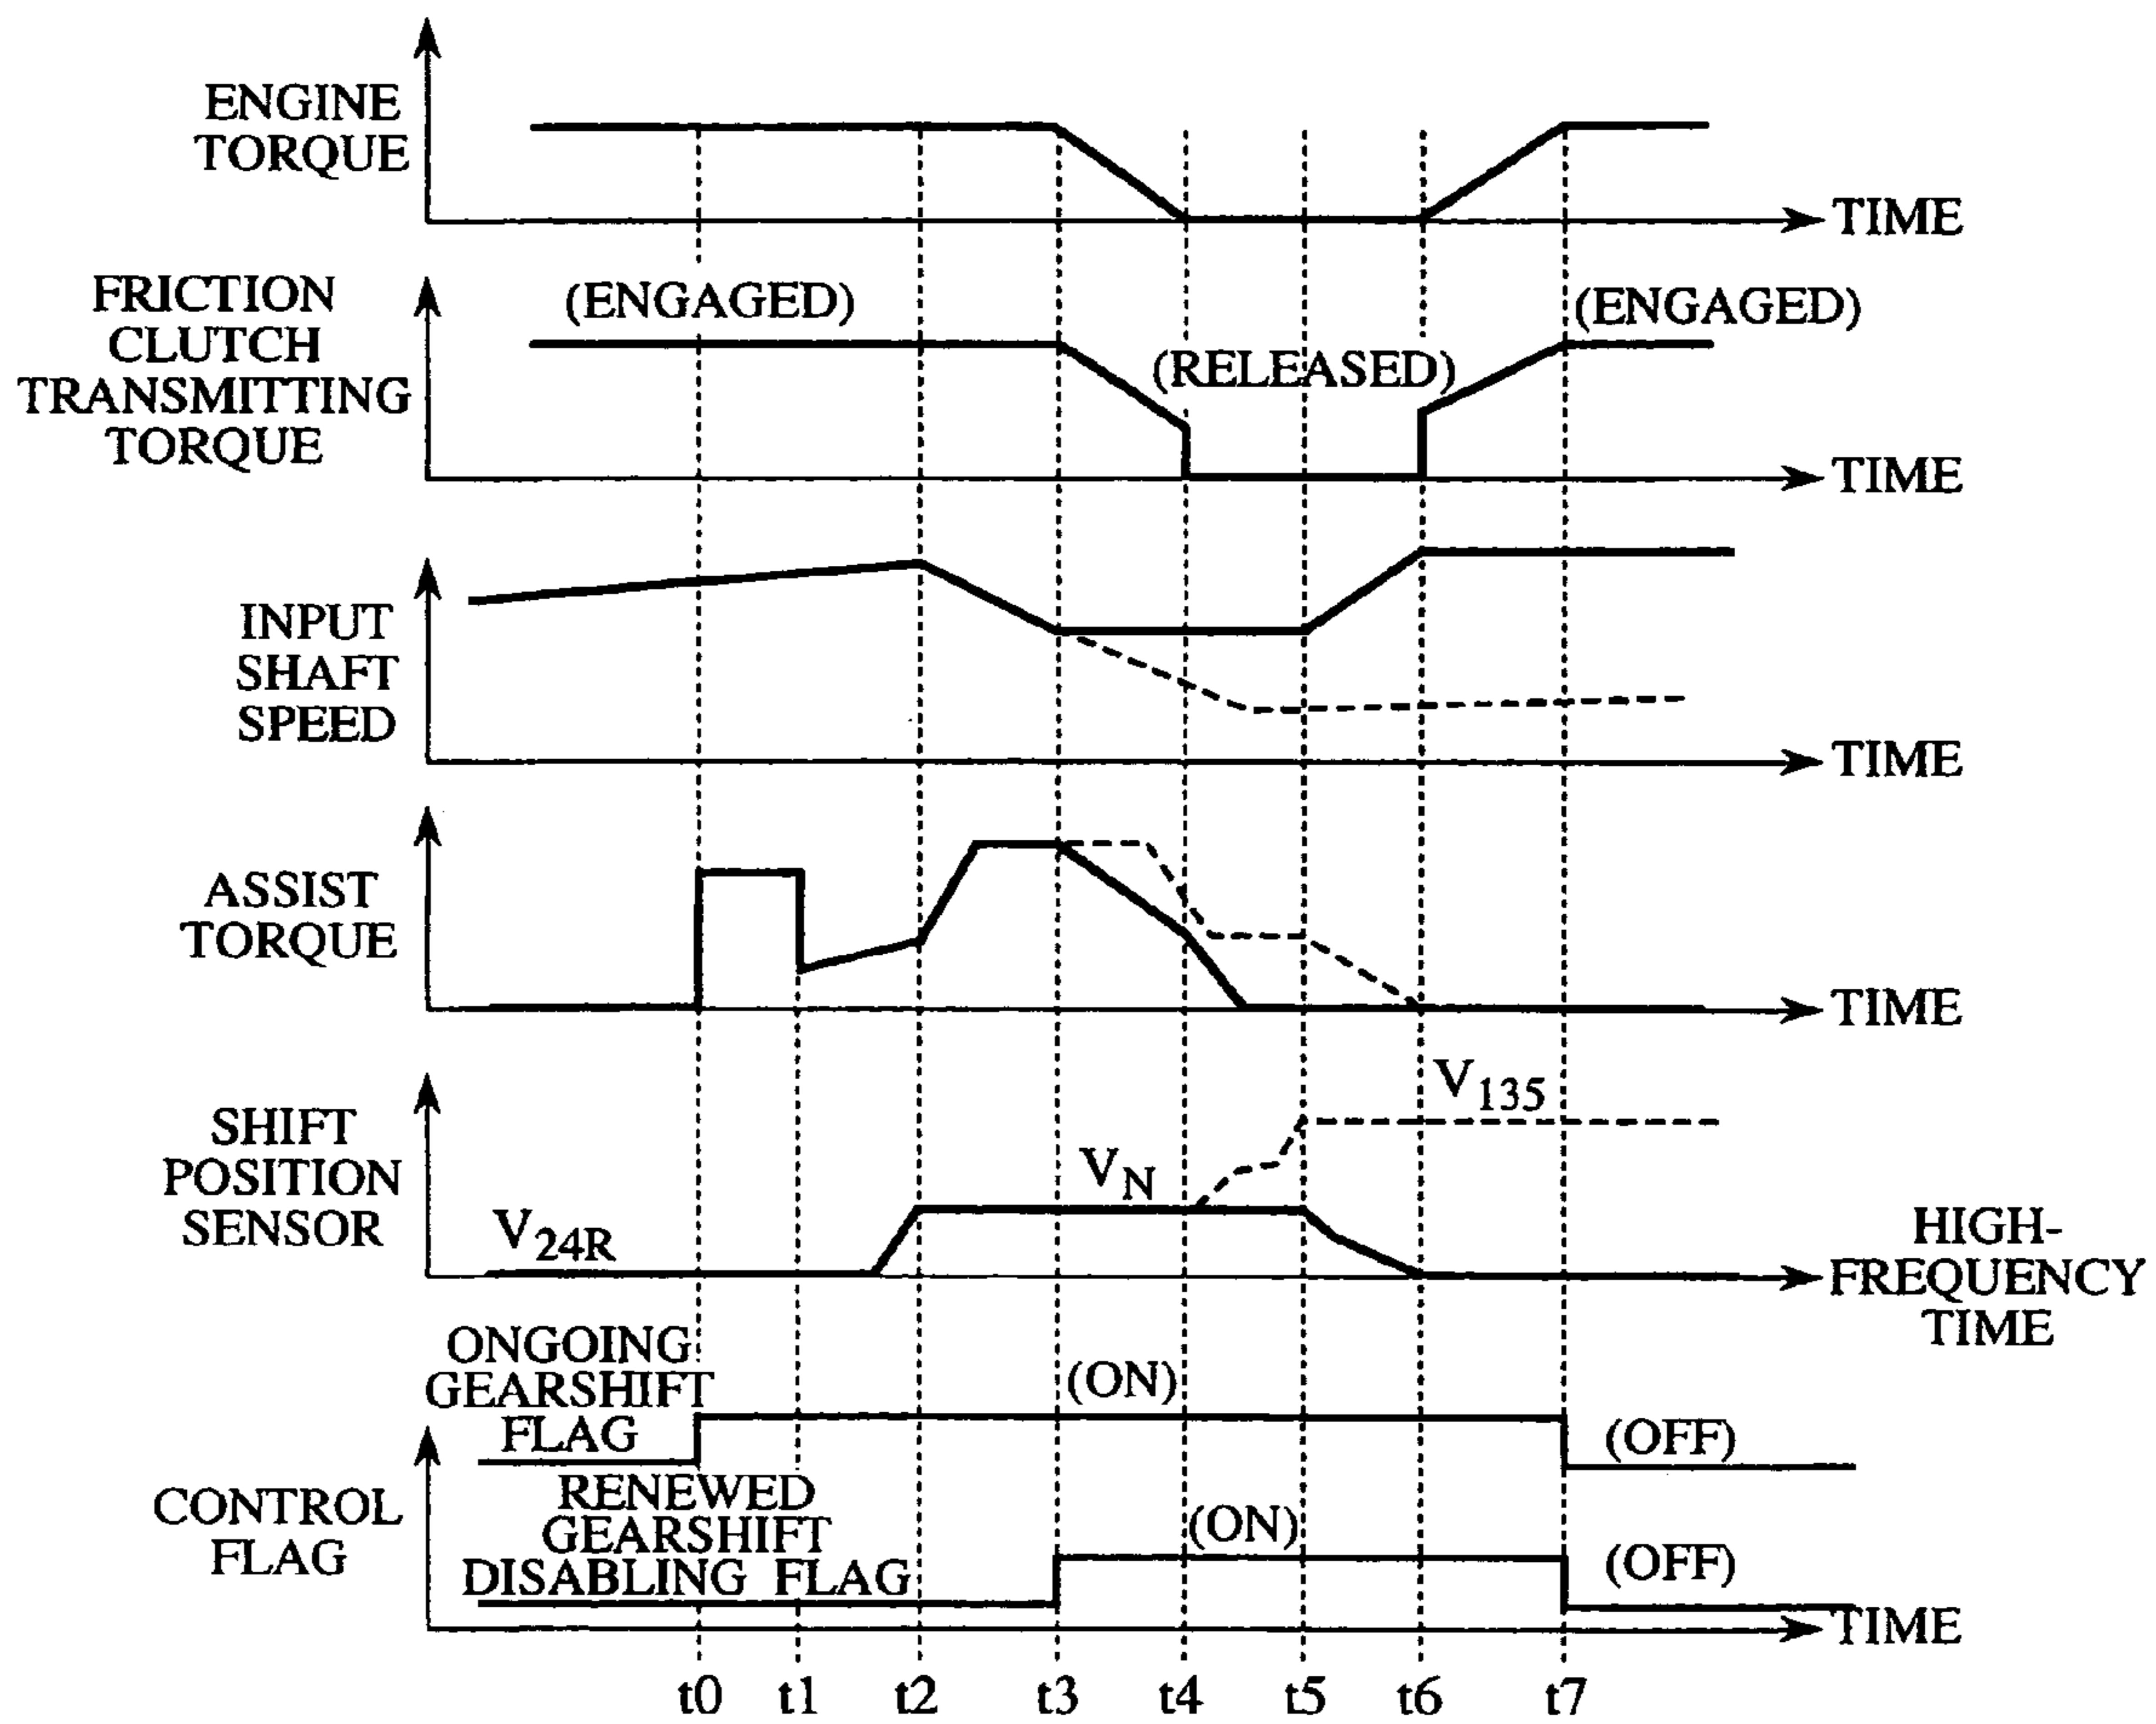 ENGINE
TORQUE
TIME
FRICTION
CLUTCH
TRANSMITTING
TORQUE
(ENGAGED)
(RELEASED)
(ENGAGED)
TIME
INPUT
SHAFT
SPEED
TIME
ASSIST
TORQUE
TIME
SHIFT
POSITION
SENSOR
V24R
VN
V135
HIGH-
FREQUENCY
TIME
CONTROL
FLAG
ONGOING
GEARSHIFT
FLAG
(ON)
(OFF)
RENEWED
GEARSHIFT
DISABLING FLAG
(ON)
(OFF)
TIME
t0 t1 t2 t3 t4 t5 t6 t7